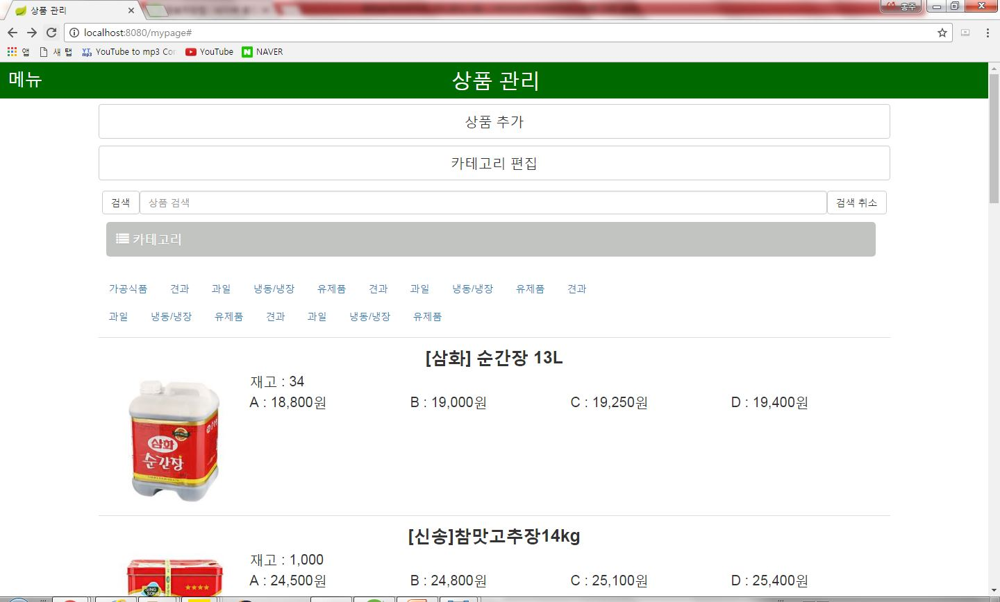 상품 관리
홍주
localhost:8080/mypage#
앱 새 탭 YouTube to mp3 Con YouTube NAVER
메뉴 상품 관리
상품 추가
카테고리 편집
검색 상품 검색 검색 취소
카테고리
가공식품 견과 과일 냉동/냉장 유제품 견과 과일 냉동/냉장 유제품 견과
과일 냉동/냉장 유제품 견과 과일 냉동/냉장 유제품
[삼화] 순간장 13L
재고 : 34
A : 18,800원 B : 19,000원 C : 19,250원 D : 19,400원
삼화
순간장
[신송]참맛고추장14kg
재고 : 1,000
A : 24,500원 B : 24,800원 C : 25,100원 D : 25,400원
SING
SONG